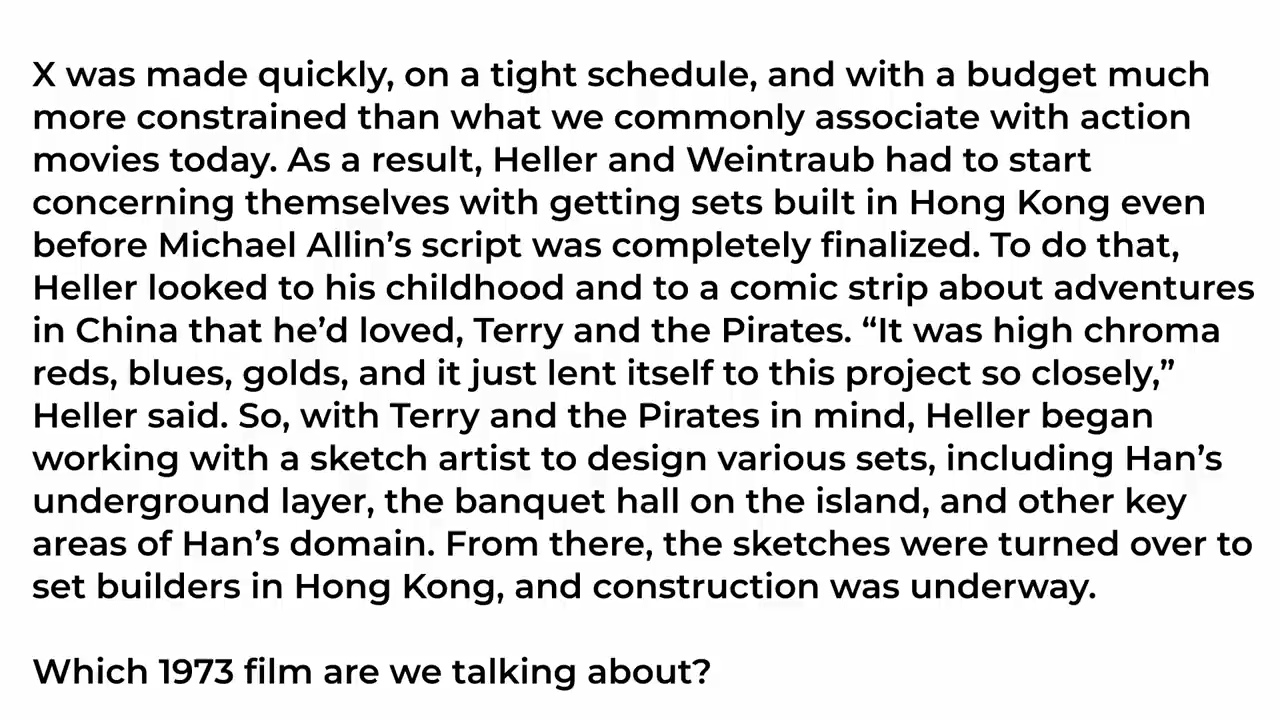 X was made quickly, on a tight schedule, and with a budget much
more constrained than what we commonly associate with action
movies today. As a result, Heller and Weintraub had to start
concerning themselves with getting sets built in Hong Kong even
before Michael Allin’s script was completely finalized. To do that,
Heller looked to his childhood and to a comic strip about adventures
in China that he’d loved, Terry and the Pirates. “It was high chroma
reds, blues, golds, and it just lent itself to this project so closely,”
Heller said. So, with Terry and the Pirates in mind, Heller began
working with a sketch artist to design various sets, including Han’s
underground layer, the banquet hall on the island, and other key
areas of Han’s domain. From there, the sketches were turned over to
set builders in Hong Kong, and construction was underway.
Which 1973 film are we talking about?